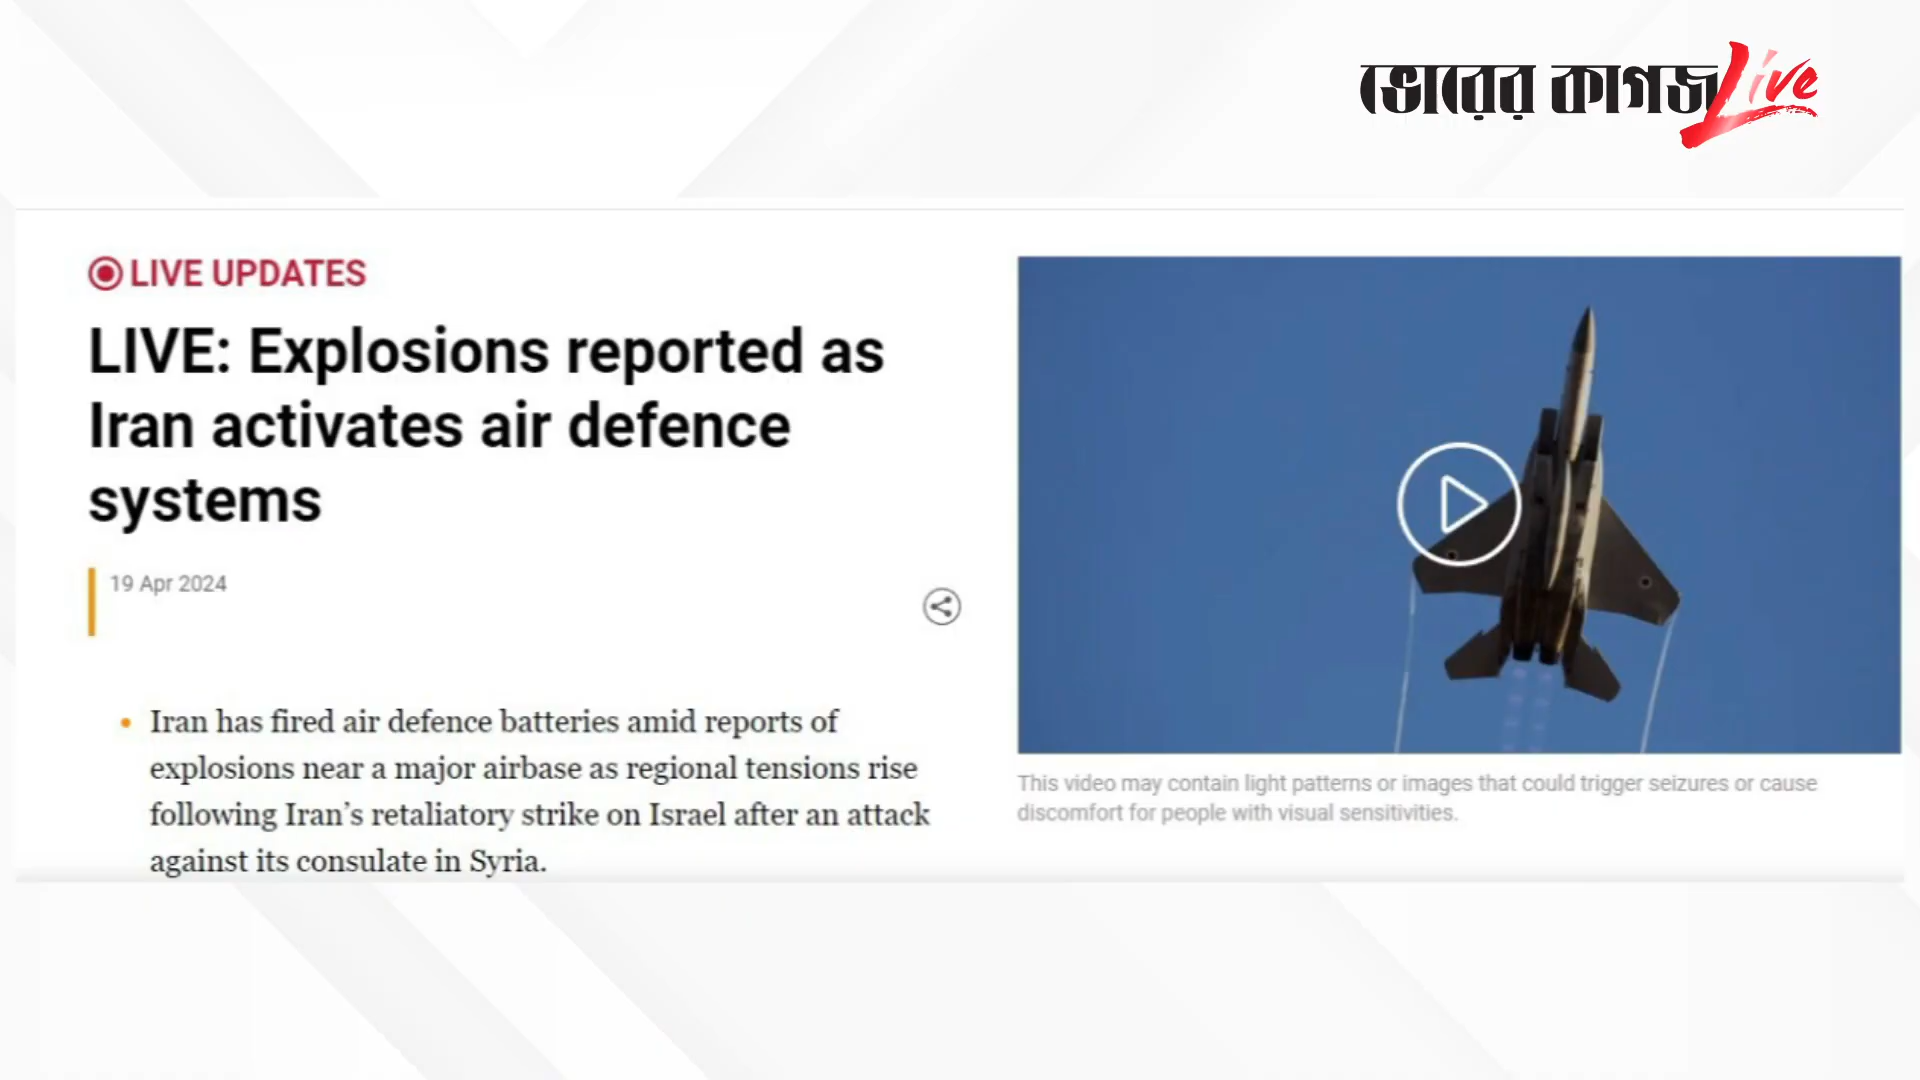 ভোরের কাগজ Live
LIVE UPDATES
LIVE: Explosions reported as
Iran activates air defence
systems
19 Apr 2024
• Iran has fired air defence batteries amid reports of
explosions near a major airbase as regional tensions rise
following Iran’s retaliatory strike on Israel after an attack
against its consulate in Syria.
This video may contain light patterns or images that could trigger seizures or cause
discomfort for people with visual sensitivities.